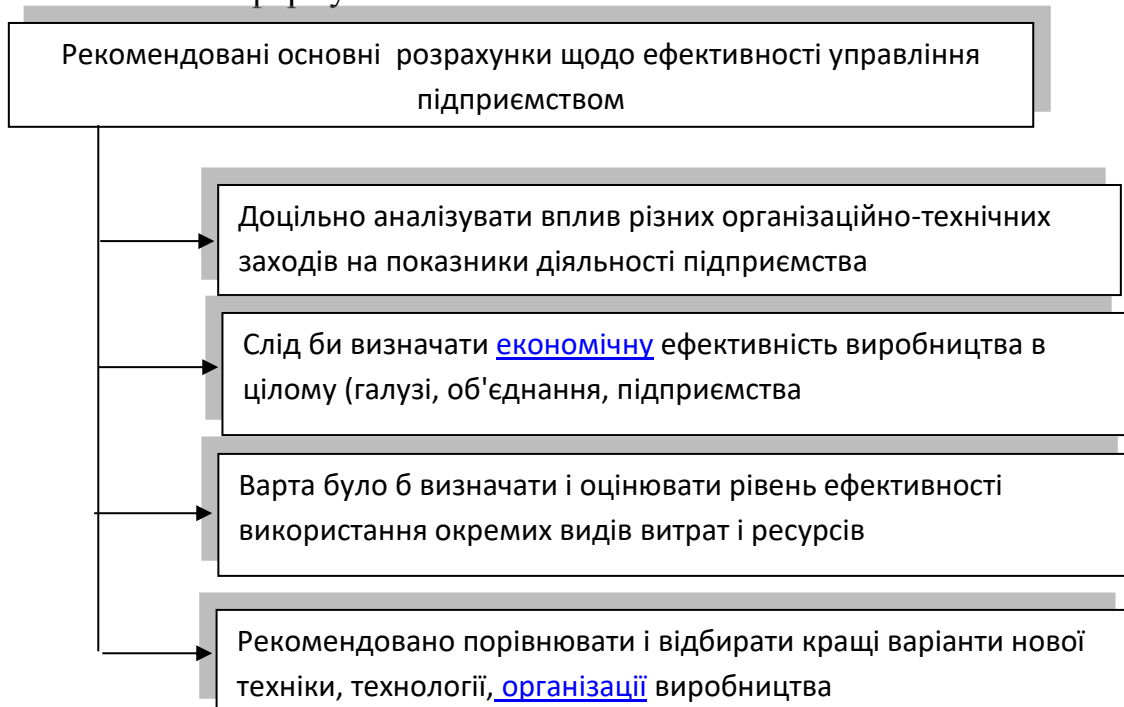 Рекомендовані основні розрахунки щодо ефективності управління
підприємством
Доцільно аналізувати вплив різних організаційно-технічних
заходів на показники діяльності підприємства
Слід би визначати економічну ефективність виробництва в
цілому (галузі, об'єднання, підприємства
Варта було б визначати і оцінювати рівень ефективності
використання окремих видів витрат і ресурсів
Рекомендовано порівнювати і відбирати кращі варіанти нової
техніки, технології, організації виробництва